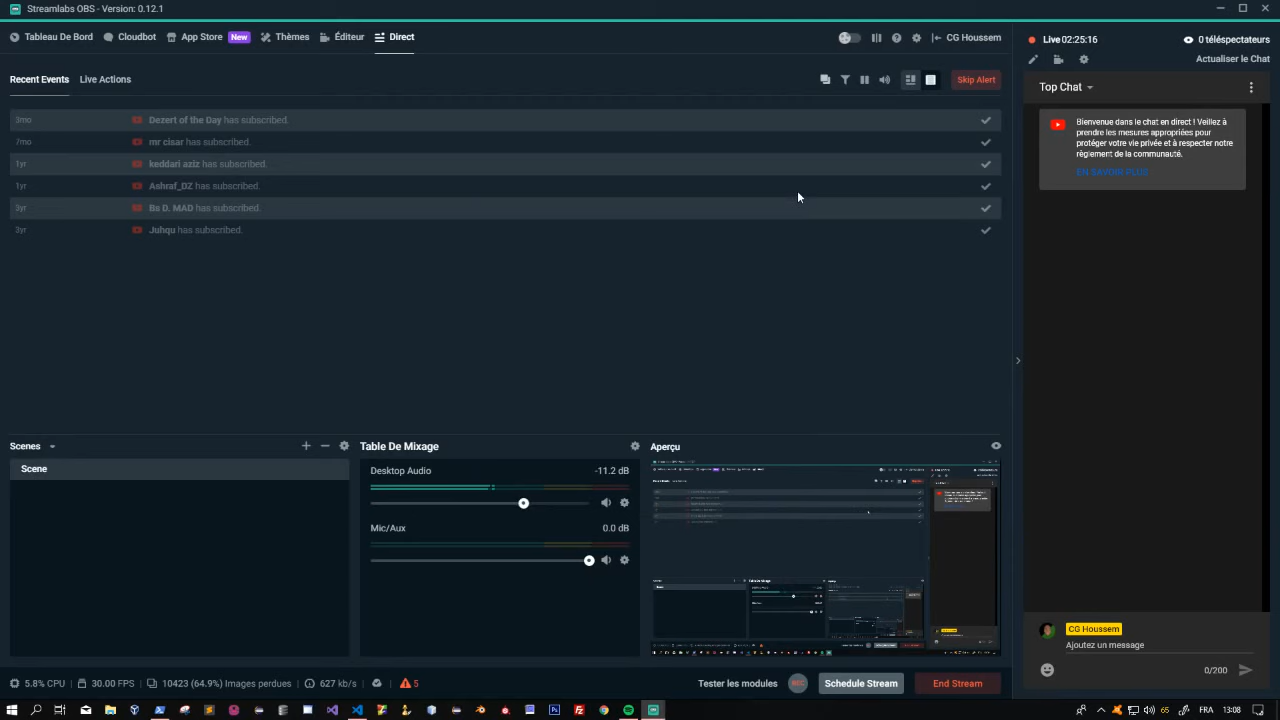 Streamlabs OBS - Version: 0.12.1
Tableau De Bord Cloudbot App Store New Thèmes Éditeur Direct CG Houssem
Recent Events Live Actions Skip Alert
3mo Dezert of the Day has subscribed.
7mo mr cisar has subscribed.
1yr keddari aziz has subscribed.
1yr Ashraf_DZ has subscribed.
3yr Bs D. MAD has subscribed.
3yr Juhqu has subscribed.
Scenes
Scene
Table De Mixage
Desktop Audio -11.2 dB
Mic/Aux 0.0 dB
Aperçu
5.8% CPU 30.00 FPS 10423 (64.9%) Images perdues 627 kb/s 5
Tester les modules REC Schedule Stream End Stream
Live 02:25:16 0 téléspectateurs
Actualiser le Chat
Top Chat
Bienvenue dans le chat en direct ! Veillez à
prendre les mesures appropriées pour
protéger votre vie privée et à respecter notre
règlement de la communauté.
EN SAVOIR PLUS
CG Houssem
Ajoutez un message
0/200
65 FRA 13:08